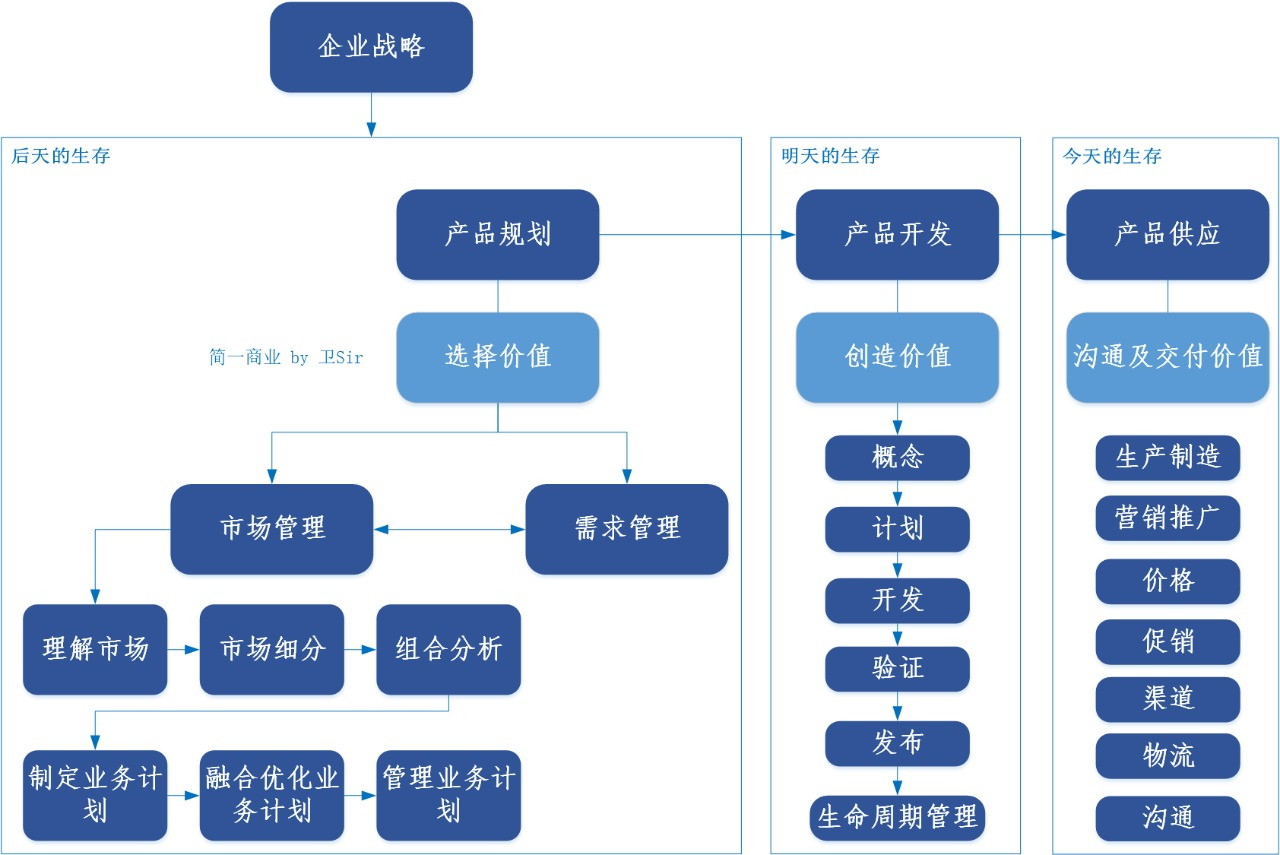 企业战略
后天的生存
产品规划
简一商业 by 卫Sir
选择价值
市场管理
需求管理
理解市场
市场细分
组合分析
制定业务计
划
融合优化业
务计划
管理业务计
划
明天的生存
产品开发
创造价值
概念
计划
开发
验证
发布
生命周期管理
今天的生存
产品供应
沟通及交付价值
生产制造
营销推广
价格
促销
渠道
物流
沟通